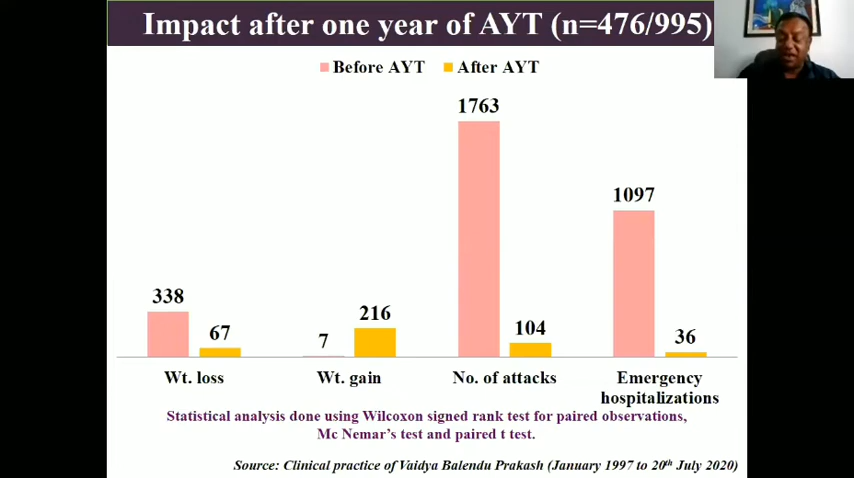 Impact after one year of AYT (n=476/995)
Before AYT After AYT
1763
1097
338
67
7
216
104
36
Wt. loss Wt. gain No. of attacks Emergency
hospitalizations
Statistical analysis done using Wilcoxon signed rank test for paired observations,
Mc Nemar's test and paired t test.
Source: Clinical practice of Vaidya Balendu Prakash (January 1997 to 20th July 2020)